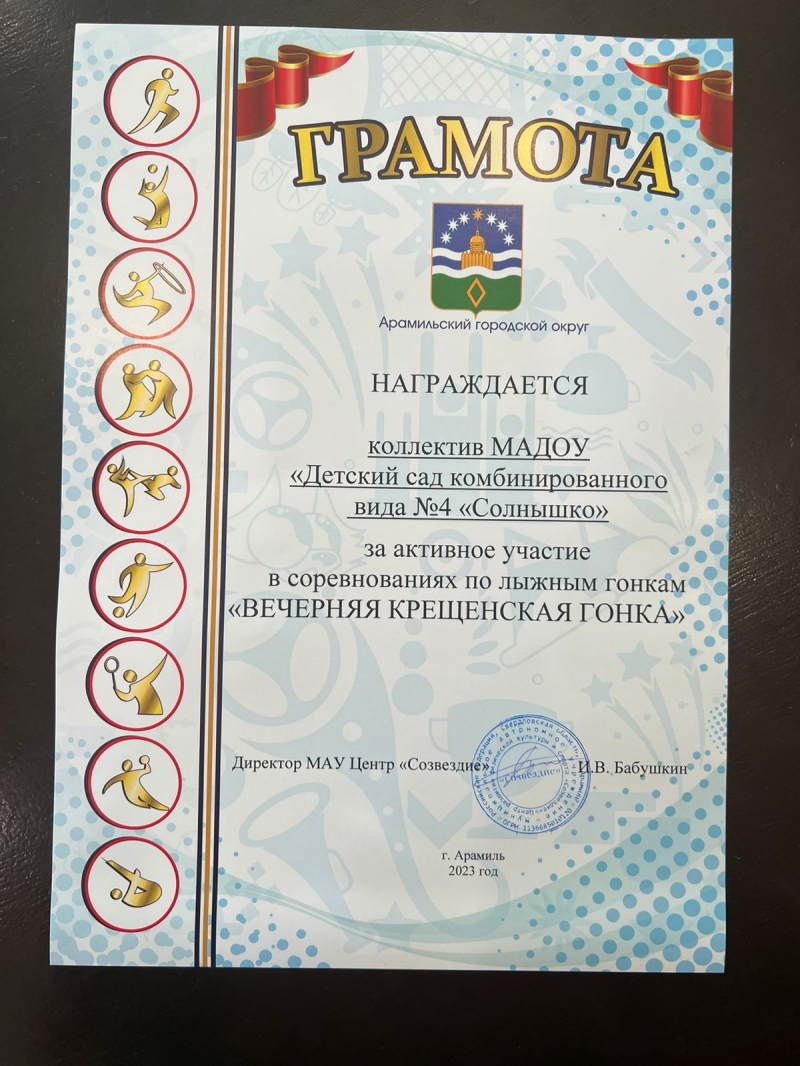 ГРАМОТА
Арамильский городской округ
НАГРАЖДАЕТСЯ
коллектив МАДОУ
«Детский сад комбинированного
вида №4 «Солнышко»
за активное участие
в соревнованиях по лыжным гонкам
«ВЕЧЕРНЯЯ КРЕЩЕНСКАЯ ГОНКА»
Директор МАУ Центр «Созвездие» И.В. Бабушкин
«Созвездие»
г. Арамиль
2023 год